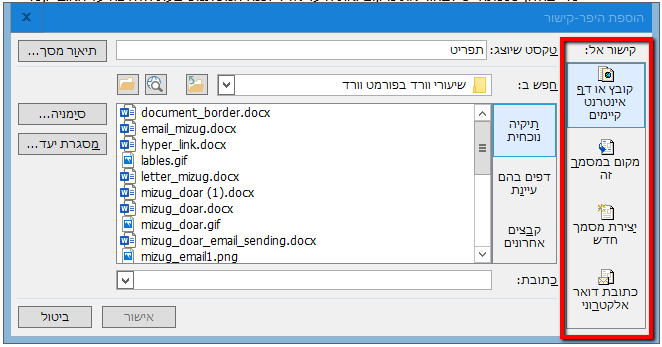 הוספת היפר-קישור
קישור אל:
טקסט שיוצג:
תפריט
תיאור מסך...
קובץ או דף
אינטרנט
קיימים
מקום במסמך
זה
יצירת מסמך
חדש
כתובת דואר
אלקטרוני
חפש ב:
שיעורי וורד בפורמט וורד
תיקיה
נוכחית
דפים בהם
עיינת
קבצים
אחרונים
document_border.docx
email_mizug.docx
hyper_link.docx
lables.gif
letter_mizug.docx
mizug_doar (1).docx
mizug_doar.docx
mizug_doar.gif
mizug_doar_email_sending.docx
mizug_email1.png
סימניה...
מסגרת יעד...
כתובת:
אישור
ביטול